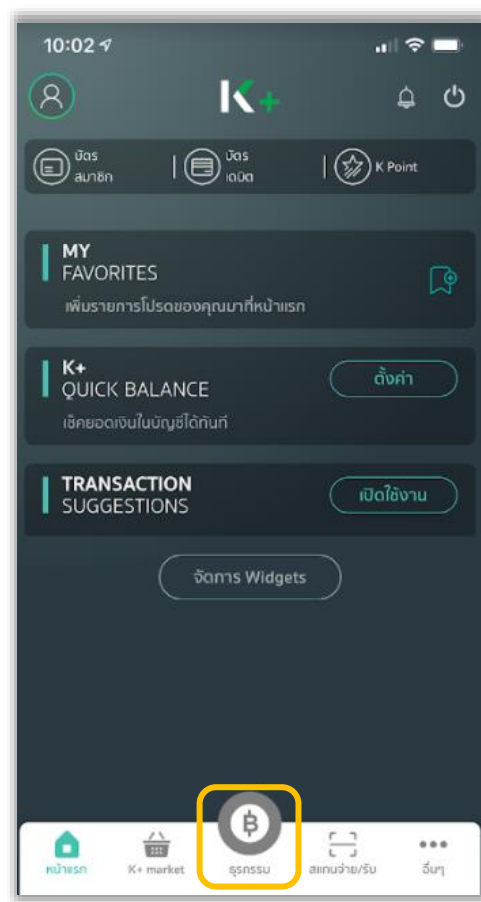 10:02
K+
บัตร
สมาชิก
บัตร
เดบิต
K Point
MY
FAVORITES
เพิ่มรายการโปรดของคุณมาที่หน้าแรก
K+
QUICK BALANCE
ตั้งค่า
เช็คยอดเงินในบัญชีได้ทันที
TRANSACTION
SUGGESTIONS
เปิดใช้งาน
จัดการ Widgets
฿
หน้าแรก
K+ market
ธุรกรรม
สแกนจ่าย/รับ
อื่นๆ